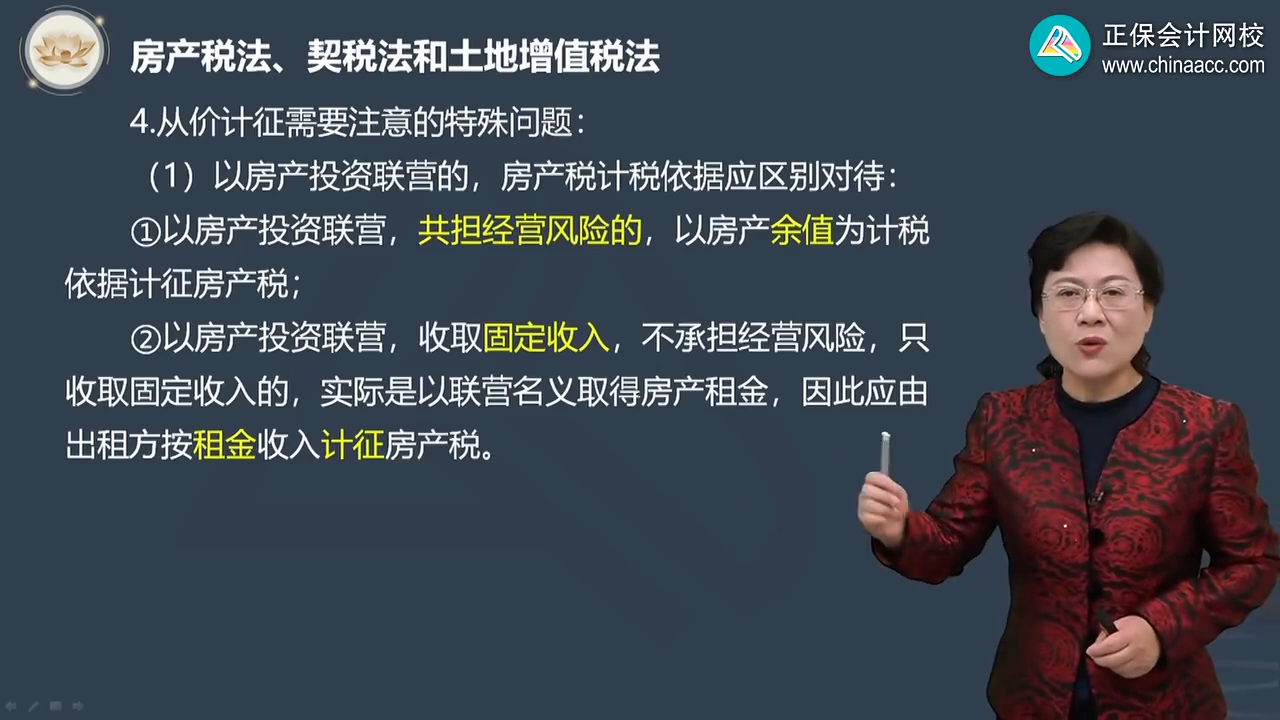 房产税法、契税法和土地增值税法
正保会计网校
www.chinaacc.com
4.从价计征需要注意的特殊问题：
（1）以房产投资联营的，房产税计税依据应区别对待：
①以房产投资联营，共担经营风险的，以房产余值为计税
依据计征房产税；
②以房产投资联营，收取固定收入，不承担经营风险，只
收取固定收入的，实际是以联营名义取得房产租金，因此应由
出租方按租金收入计征房产税。